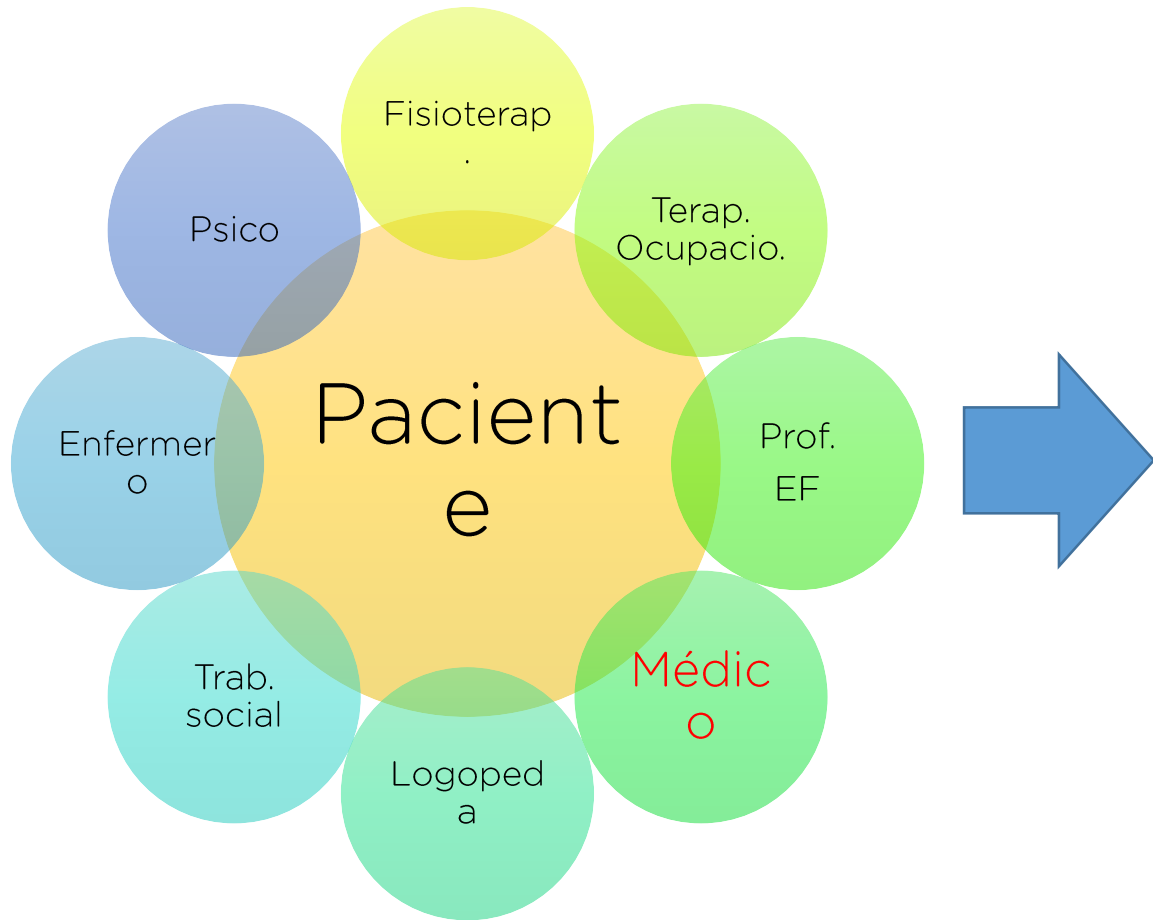 Fisioterap
.
Terap.
Ocupacio.
Prof.
EF
Médic
o
Logoped
a
Trab.
social
Enfermer
o
Psico
Pacient
e